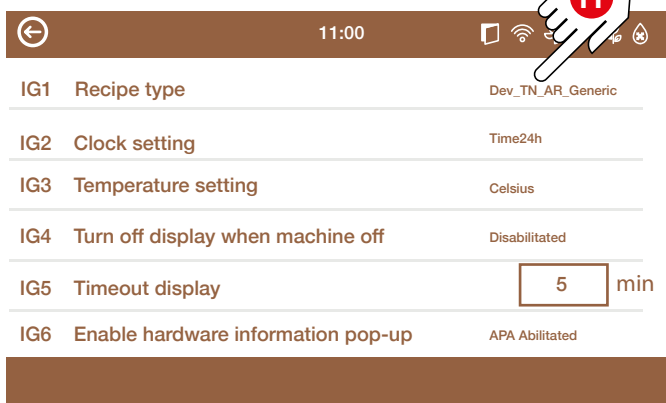 11:00
IG1 Recipe type Dev_TN_AR_Generic
IG2 Clock setting Time24h
IG3 Temperature setting Celsius
IG4 Turn off display when machine off Disabilitated
IG5 Timeout display 5 min
IG6 Enable hardware information pop-up APA Abilitated